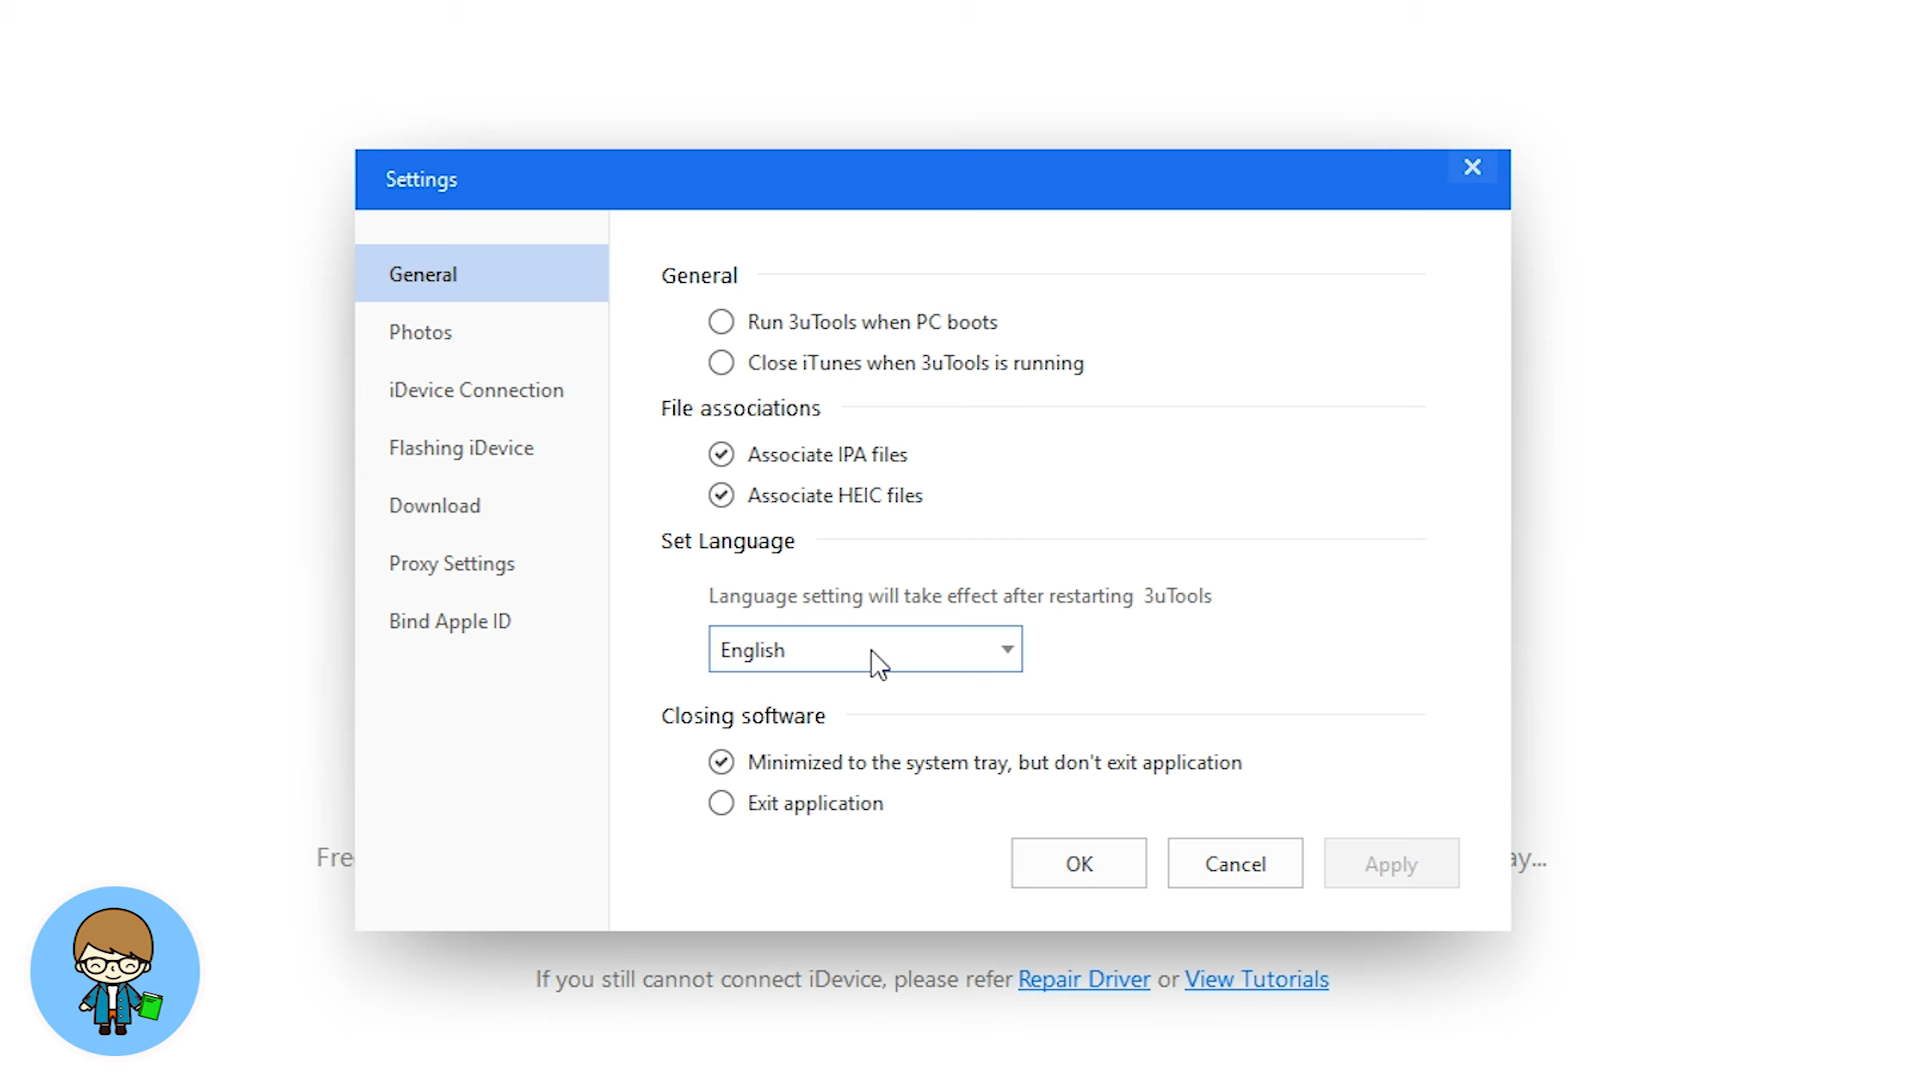 Settings
General
Photos
iDevice Connection
Flashing iDevice
Download
Proxy Settings
Bind Apple ID
General
Run 3uTools when PC boots
Close iTunes when 3uTools is running
File associations
Associate IPA files
Associate HEIC files
Set Language
Language setting will take effect after restarting 3uTools
English
Closing software
Minimized to the system tray, but don't exit application
Exit application
OK Cancel Apply
If you still cannot connect iDevice, please refer Repair Driver or View Tutorials